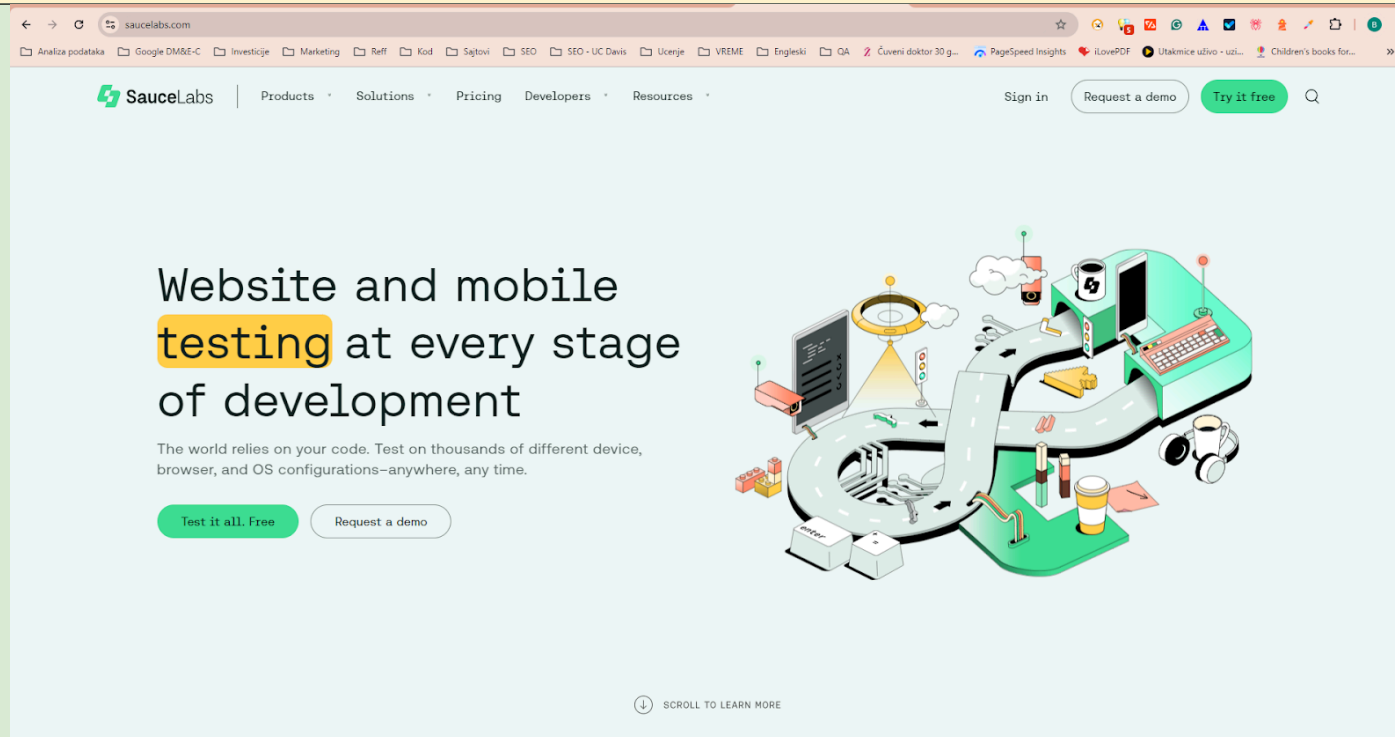 saucelabs.com
Analiza podataka Google DM&E-C Investicije Marketing Reff Kod Sajtovi SEO SEO - UC Davis Ucenje VREME Engleski QA Čuveni doktor 30 g... PageSpeed Insights iLovePDF Utakmice uživo - uzi... Children's books for... »
SauceLabs Products Solutions Pricing Developers Resources Sign in Request a demo Try it free
Website and mobile
testing at every stage
of development
The world relies on your code. Test on thousands of different device,
browser, and OS configurations–anywhere, any time.
Test it all. Free Request a demo
enter
+
=
SCROLL TO LEARN MORE